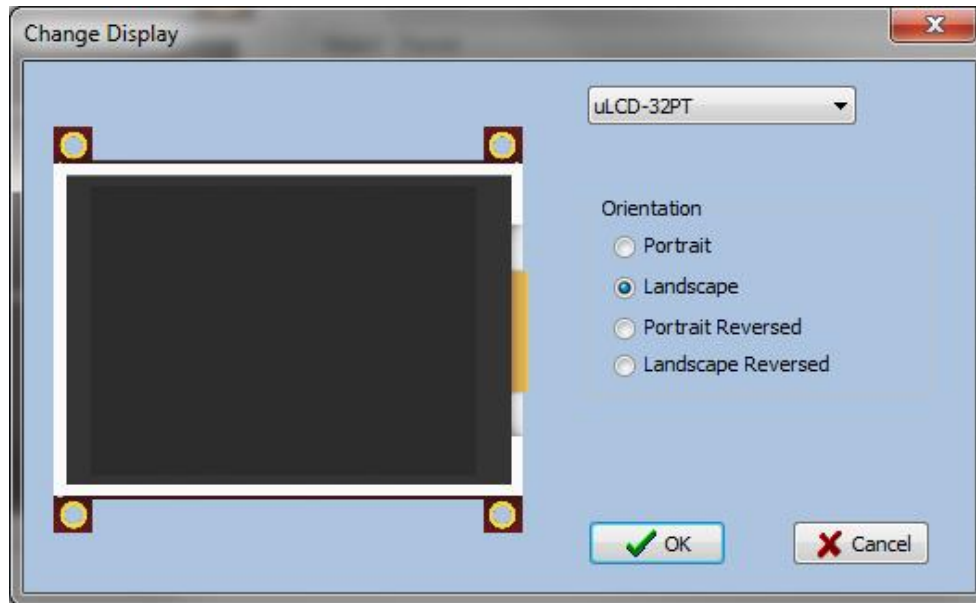 Change Display
uLCD-32PT
Orientation
Portrait
Landscape
Portrait Reversed
Landscape Reversed
OK
Cancel